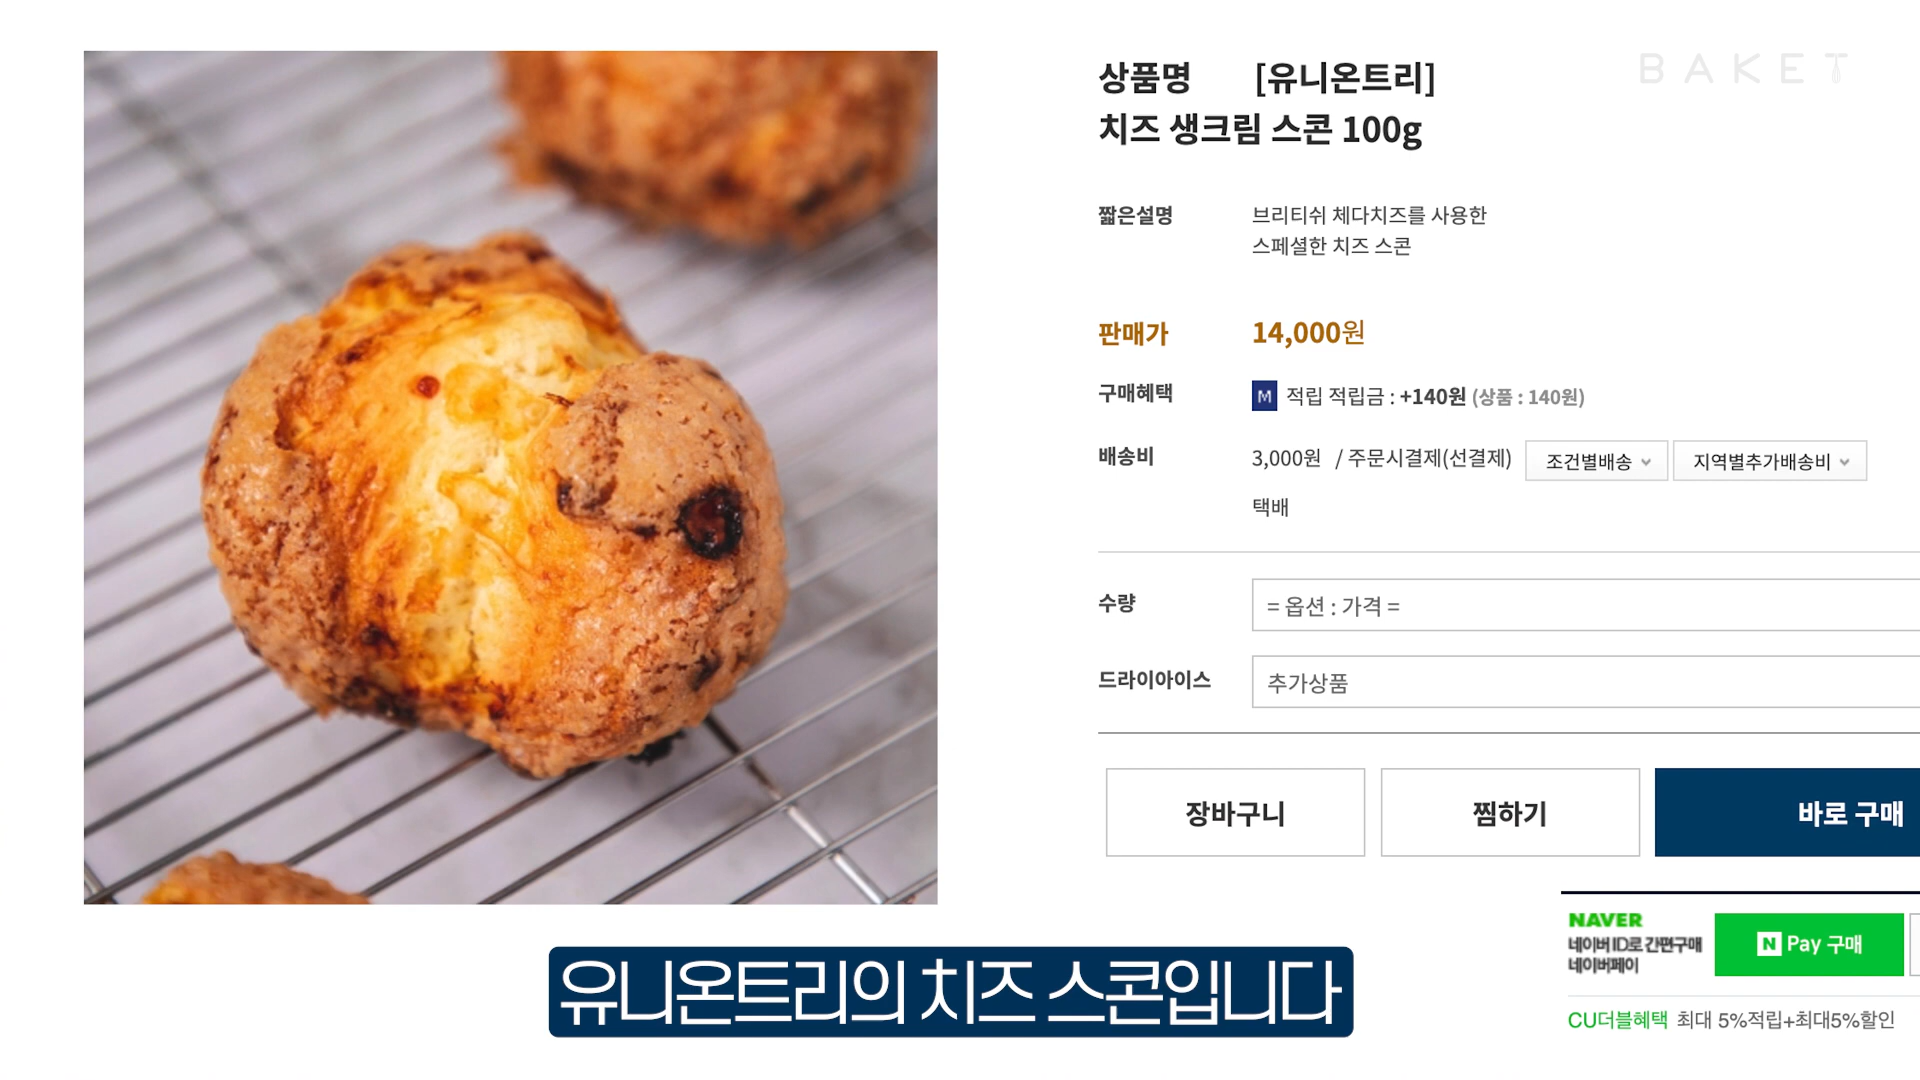 BAKET
상품명 [유니온트리]
치즈 생크림 스콘 100g
짧은설명 브리티쉬 체다치즈를 사용한
스페셜한 치즈 스콘
판매가 14,000원
구매혜택 M 적립 적립금 : +140원 (상품 : 140원)
배송비 3,000원 / 주문시결제(선결제) 조건별배송 지역별추가배송비
택배
수량 = 옵션 : 가격 =
드라이아이스 추가상품
장바구니 찜하기 바로 구매
NAVER
네이버 ID로 간편구매
네이버페이
N Pay 구매
CU더블혜택 최대 5%적립+최대5%할인
유니온트리의 치즈 스콘입니다